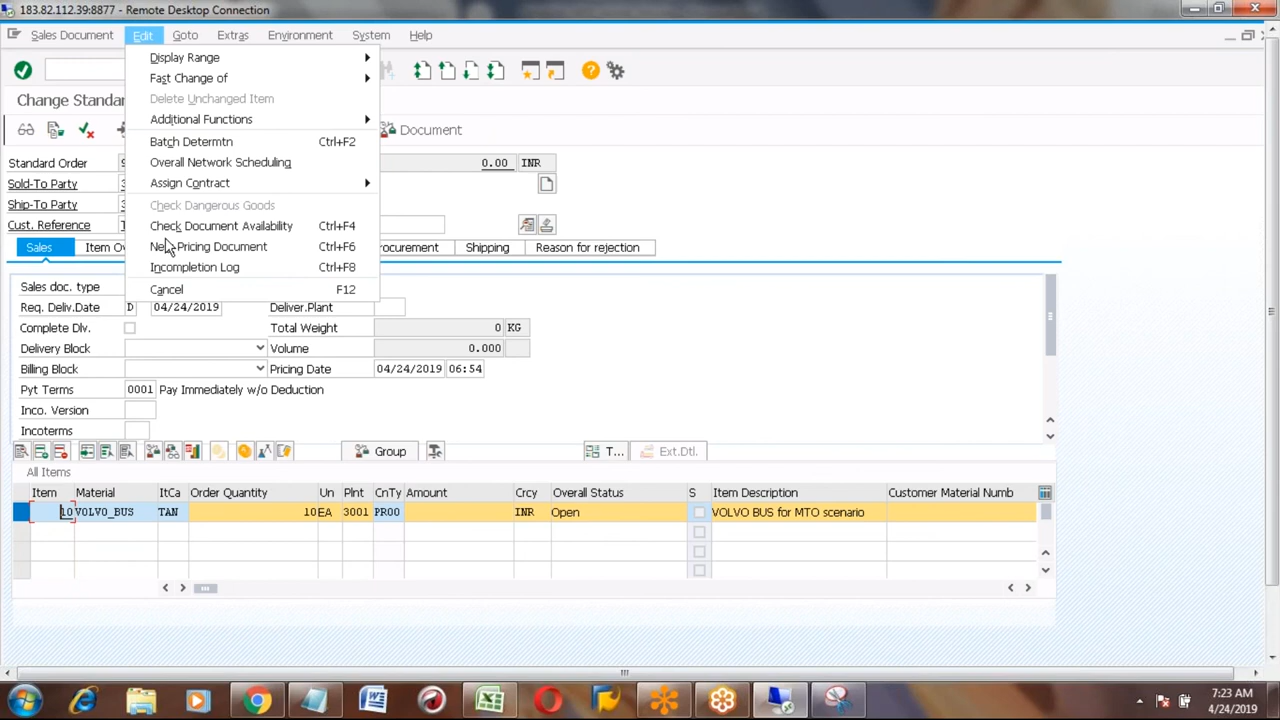 183.82.112.39:8877 - Remote Desktop Connection
Sales Document Edit Goto Extras Environment System Help
Display Range
Fast Change of
Change Standa
Delete Unchanged Item
Additional Functions
Document
Batch Determtn Ctrl+F2
Standard Order 9 Overall Network Scheduling 0.00 INR
Sold-To Party 3 Assign Contract
Ship-To Party 3 Check Dangerous Goods
Cust. Reference T Check Document Availability Ctrl+F4
Sales Item Ov Pricing Document Ctrl+F6 rocurement Shipping Reason for rejection
Incompletion Log Ctrl+F8
Sales doc. type Cancel F12
Req. Deliv.Date D 04/24/2019 Deliver.Plant
Complete Dlv. Total Weight 0 KG
Delivery Block Volume 0.000
Billing Block Pricing Date 04/24/2019 06:54
Pyt Terms 0001 Pay Immediately w/o Deduction
Inco. Version
Incoterms
Group T... Ext.Dtl.
All Items
Item Material ItCa Order Quantity Un Plnt CnTy Amount Crcy Overall Status S Item Description Customer Material Numb
10 VOLVO_BUS TAN 10 EA 3001 PR00 INR Open VOLVO BUS for MTO scenario
7:23 AM
4/24/2019